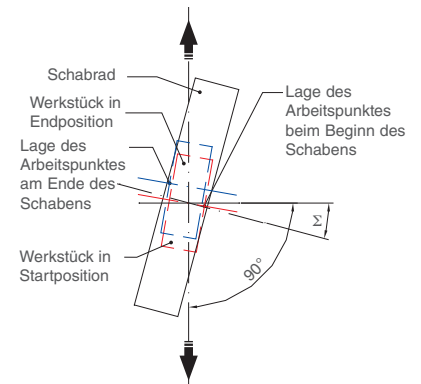 Schabrad
Werkstück in
Endposition
Lage des
Arbeitspunktes
am Ende des
Schabens
Werkstück in
Startposition
Lage des
Arbeitspunktes
beim Beginn des
Schabens
Σ
90°